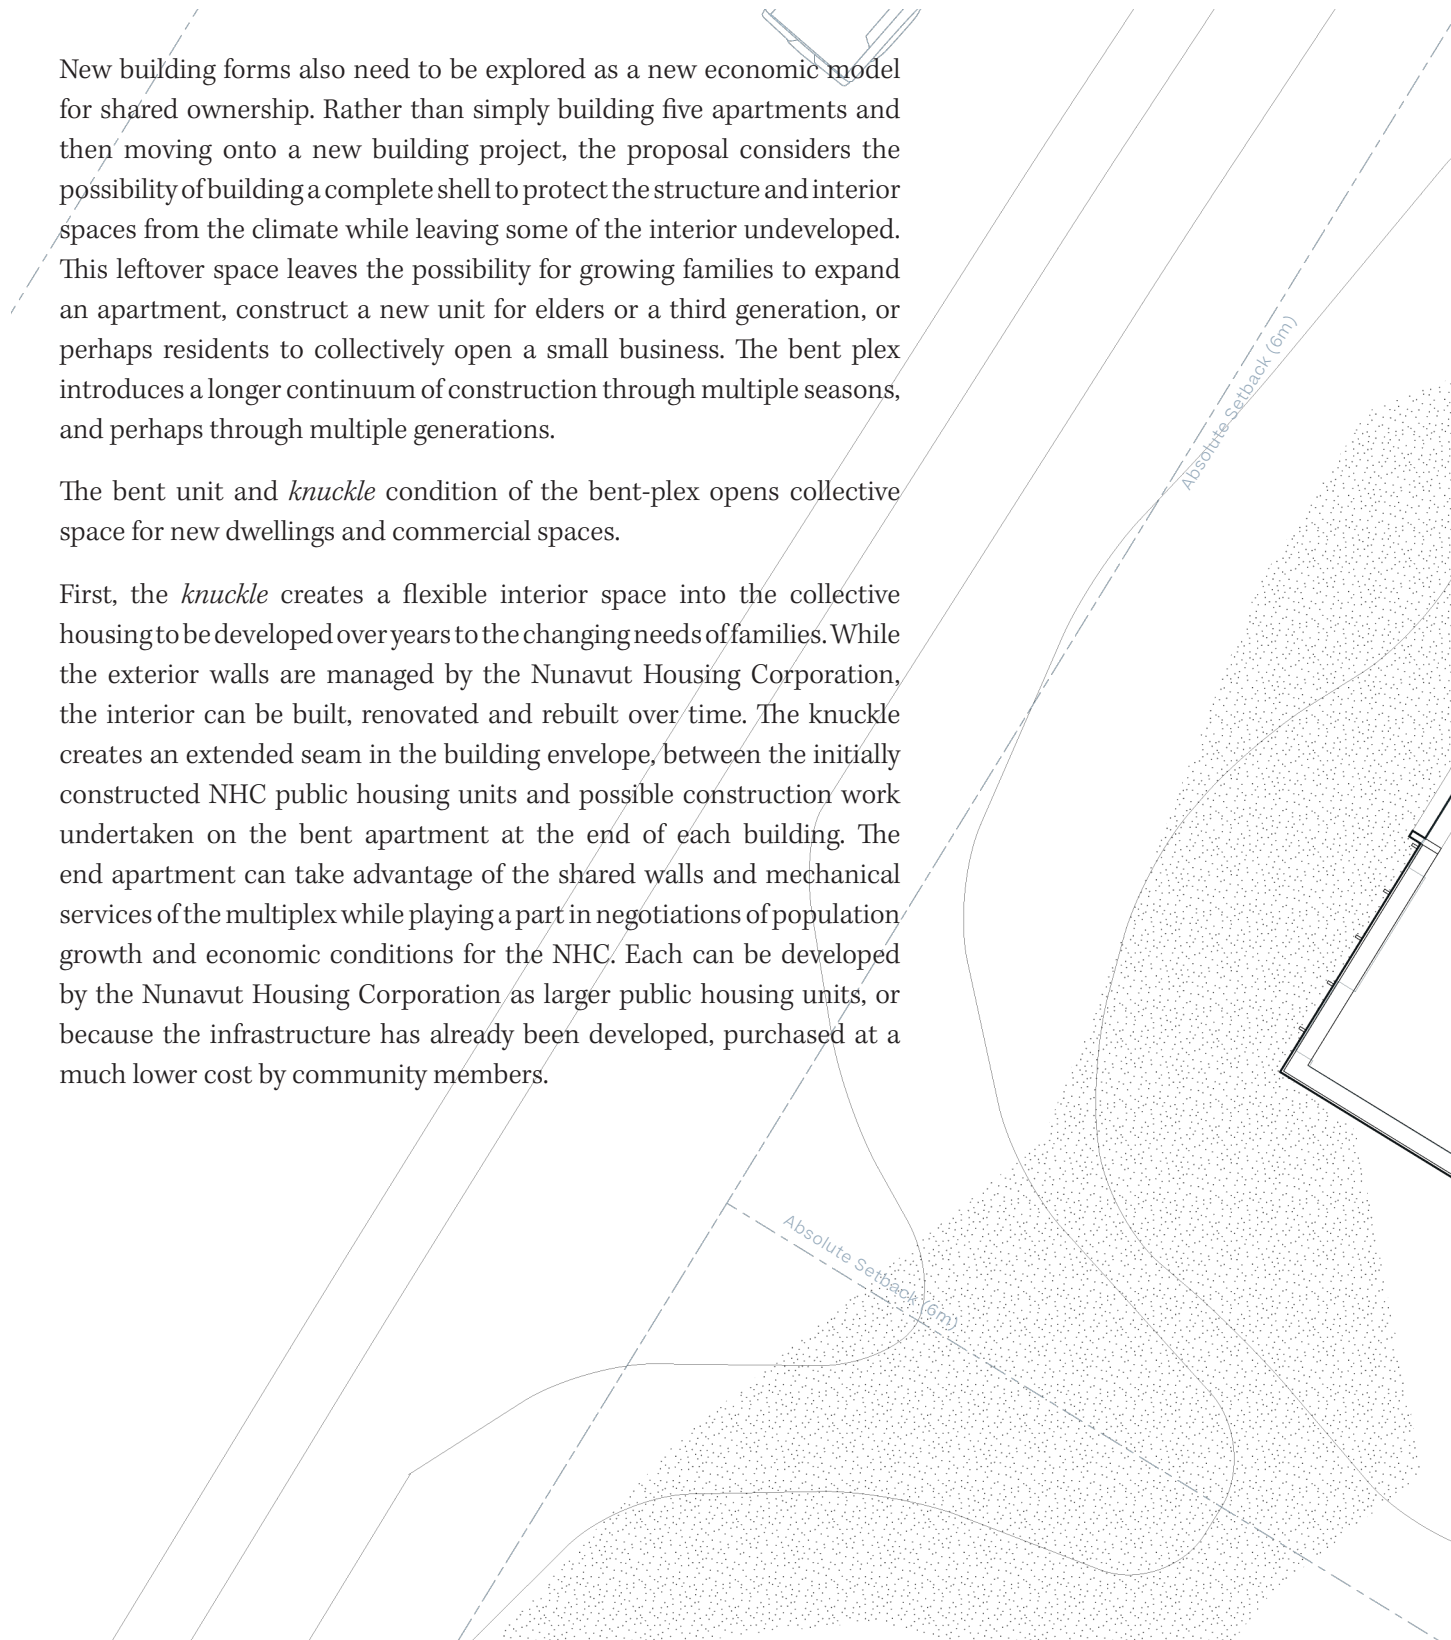 New building forms also need to be explored as a new economic model
for shared ownership. Rather than simply building five apartments and
then moving onto a new building project, the proposal considers the
possibility of building a complete shell to protect the structure and interior
spaces from the climate while leaving some of the interior undeveloped.
This leftover space leaves the possibility for growing families to expand
an apartment, construct a new unit for elders or a third generation, or
perhaps residents to collectively open a small business. The bent plex
introduces a longer continuum of construction through multiple seasons,
and perhaps through multiple generations.
The bent unit and knuckle condition of the bent-plex opens collective
space for new dwellings and commercial spaces.
First, the knuckle creates a flexible interior space into the collective
housing to be developed over years to the changing needs of families. While
the exterior walls are managed by the Nunavut Housing Corporation,
the interior can be built, renovated and rebuilt over time. The knuckle
creates an extended seam in the building envelope, between the initially
constructed NHC public housing units and possible construction work
undertaken on the bent apartment at the end of each building. The
end apartment can take advantage of the shared walls and mechanical
services of the multiplex while playing a part in negotiations of population
growth and economic conditions for the NHC. Each can be developed
by the Nunavut Housing Corporation as larger public housing units, or
because the infrastructure has already been developed, purchased at a
much lower cost by community members.
Absolute Setback (6m)
Absolute Setback (6m)